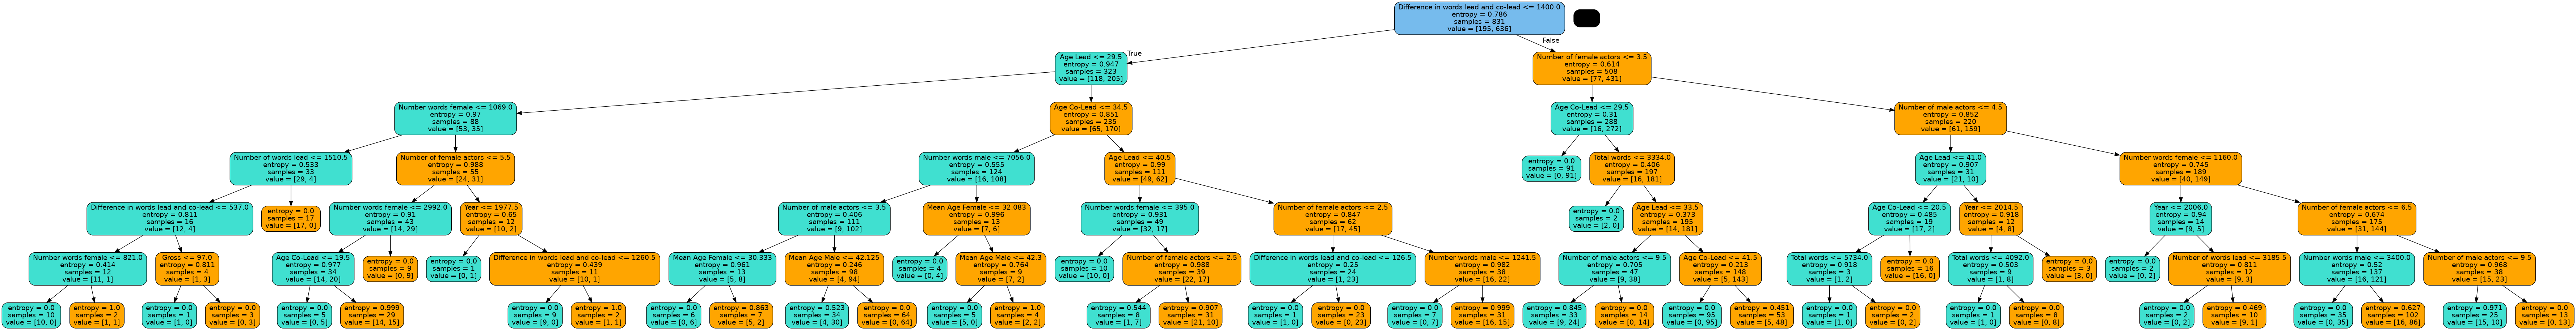 Difference in words lead and co-lead <= 1400.0
entropy = 0.786
samples = 831
value = [195, 636]
True
False
Age Lead <= 29.5
entropy = 0.947
samples = 323
value = [118, 205]
Number of female actors <= 3.5
entropy = 0.614
samples = 508
value = [77, 431]
Number words female <= 1069.0
entropy = 0.97
samples = 88
value = [53, 35]
Age Co-Lead <= 34.5
entropy = 0.851
samples = 235
value = [65, 170]
Age Co-Lead <= 29.5
entropy = 0.31
samples = 288
value = [16, 272]
Number of male actors <= 4.5
entropy = 0.852
samples = 220
value = [61, 159]
Number of words lead <= 1510.5
entropy = 0.533
samples = 33
value = [29, 4]
Number of female actors <= 5.5
entropy = 0.988
samples = 55
value = [24, 31]
Number words male <= 7056.0
entropy = 0.555
samples = 124
value = [16, 108]
Age Lead <= 40.5
entropy = 0.99
samples = 111
value = [49, 62]
entropy = 0.0
samples = 91
value = [0, 91]
Total words <= 3334.0
entropy = 0.406
samples = 197
value = [16, 181]
Age Lead <= 41.0
entropy = 0.907
samples = 31
value = [21, 10]
Number words female <= 1160.0
entropy = 0.745
samples = 189
value = [40, 149]
Difference in words lead and co-lead <= 537.0
entropy = 0.811
samples = 16
value = [12, 4]
entropy = 0.0
samples = 17
value = [17, 0]
Number words female <= 2992.0
entropy = 0.91
samples = 43
value = [14, 29]
Year <= 1977.5
entropy = 0.65
samples = 12
value = [10, 2]
Number of male actors <= 3.5
entropy = 0.406
samples = 111
value = [9, 102]
Mean Age Female <= 32.083
entropy = 0.996
samples = 13
value = [7, 6]
Number words female <= 395.0
entropy = 0.931
samples = 49
value = [32, 17]
Number of female actors <= 2.5
entropy = 0.847
samples = 62
value = [17, 45]
entropy = 0.0
samples = 2
value = [2, 0]
Age Lead <= 33.5
entropy = 0.373
samples = 195
value = [14, 181]
Age Co-Lead <= 20.5
entropy = 0.485
samples = 19
value = [17, 2]
Year <= 2014.5
entropy = 0.918
samples = 12
value = [4, 8]
Year <= 2006.0
entropy = 0.94
samples = 14
value = [9, 5]
Number of female actors <= 6.5
entropy = 0.674
samples = 175
value = [31, 144]
Number words female <= 821.0
entropy = 0.414
samples = 12
value = [11, 1]
Gross <= 97.0
entropy = 0.811
samples = 4
value = [1, 3]
Age Co-Lead <= 19.5
entropy = 0.977
samples = 34
value = [14, 20]
entropy = 0.0
samples = 9
value = [0, 9]
entropy = 0.0
samples = 1
value = [0, 1]
Difference in words lead and co-lead <= 1260.5
entropy = 0.439
samples = 11
value = [10, 1]
Mean Age Female <= 30.333
entropy = 0.961
samples = 13
value = [5, 8]
Mean Age Male <= 42.125
entropy = 0.246
samples = 98
value = [4, 94]
entropy = 0.0
samples = 4
value = [0, 4]
Mean Age Male <= 42.3
entropy = 0.764
samples = 9
value = [7, 2]
entropy = 0.0
samples = 10
value = [10, 0]
Number of female actors <= 2.5
entropy = 0.988
samples = 39
value = [22, 17]
Difference in words lead and co-lead <= 126.5
entropy = 0.25
samples = 24
value = [1, 23]
Number words male <= 1241.5
entropy = 0.982
samples = 38
value = [16, 22]
Number of male actors <= 9.5
entropy = 0.705
samples = 47
value = [9, 38]
Age Co-Lead <= 41.5
entropy = 0.213
samples = 148
value = [5, 143]
Total words <= 5734.0
entropy = 0.918
samples = 3
value = [1, 2]
entropy = 0.0
samples = 16
value = [16, 0]
Total words <= 4092.0
entropy = 0.503
samples = 9
value = [1, 8]
entropy = 0.0
samples = 3
value = [3, 0]
entropy = 0.0
samples = 2
value = [0, 2]
Number of words lead <= 3185.5
entropy = 0.811
samples = 12
value = [9, 3]
Number words male <= 3400.0
entropy = 0.52
samples = 137
value = [16, 121]
Number of male actors <= 9.5
entropy = 0.968
samples = 38
value = [15, 23]
entropy = 0.0
samples = 10
value = [10, 0]
entropy = 1.0
samples = 2
value = [1, 1]
entropy = 0.0
samples = 1
value = [1, 0]
entropy = 0.0
samples = 3
value = [0, 3]
entropy = 0.0
samples = 5
value = [0, 5]
entropy = 0.999
samples = 29
value = [14, 15]
entropy = 0.0
samples = 9
value = [9, 0]
entropy = 1.0
samples = 2
value = [1, 1]
entropy = 0.0
samples = 6
value = [0, 6]
entropy = 0.863
samples = 7
value = [5, 2]
entropy = 0.523
samples = 34
value = [4, 30]
entropy = 0.0
samples = 64
value = [0, 64]
entropy = 0.0
samples = 5
value = [5, 0]
entropy = 1.0
samples = 4
value = [2, 2]
entropy = 0.544
samples = 8
value = [1, 7]
entropy = 0.907
samples = 31
value = [21, 10]
entropy = 0.0
samples = 1
value = [1, 0]
entropy = 0.0
samples = 23
value = [0, 23]
entropy = 0.0
samples = 7
value = [0, 7]
entropy = 0.999
samples = 31
value = [16, 15]
entropy = 0.845
samples = 33
value = [9, 24]
entropy = 0.0
samples = 14
value = [0, 14]
entropy = 0.0
samples = 95
value = [0, 95]
entropy = 0.451
samples = 53
value = [5, 48]
entropy = 0.0
samples = 1
value = [1, 0]
entropy = 0.0
samples = 2
value = [0, 2]
entropy = 0.0
samples = 1
value = [1, 0]
entropy = 0.0
samples = 8
value = [0, 8]
entropy = 0.0
samples = 2
value = [0, 2]
entropy = 0.469
samples = 10
value = [9, 1]
entropy = 0.0
samples = 35
value = [0, 35]
entropy = 0.627
samples = 102
value = [16, 86]
entropy = 0.971
samples = 25
value = [15, 10]
entropy = 0.0
samples = 13
value = [0, 13]